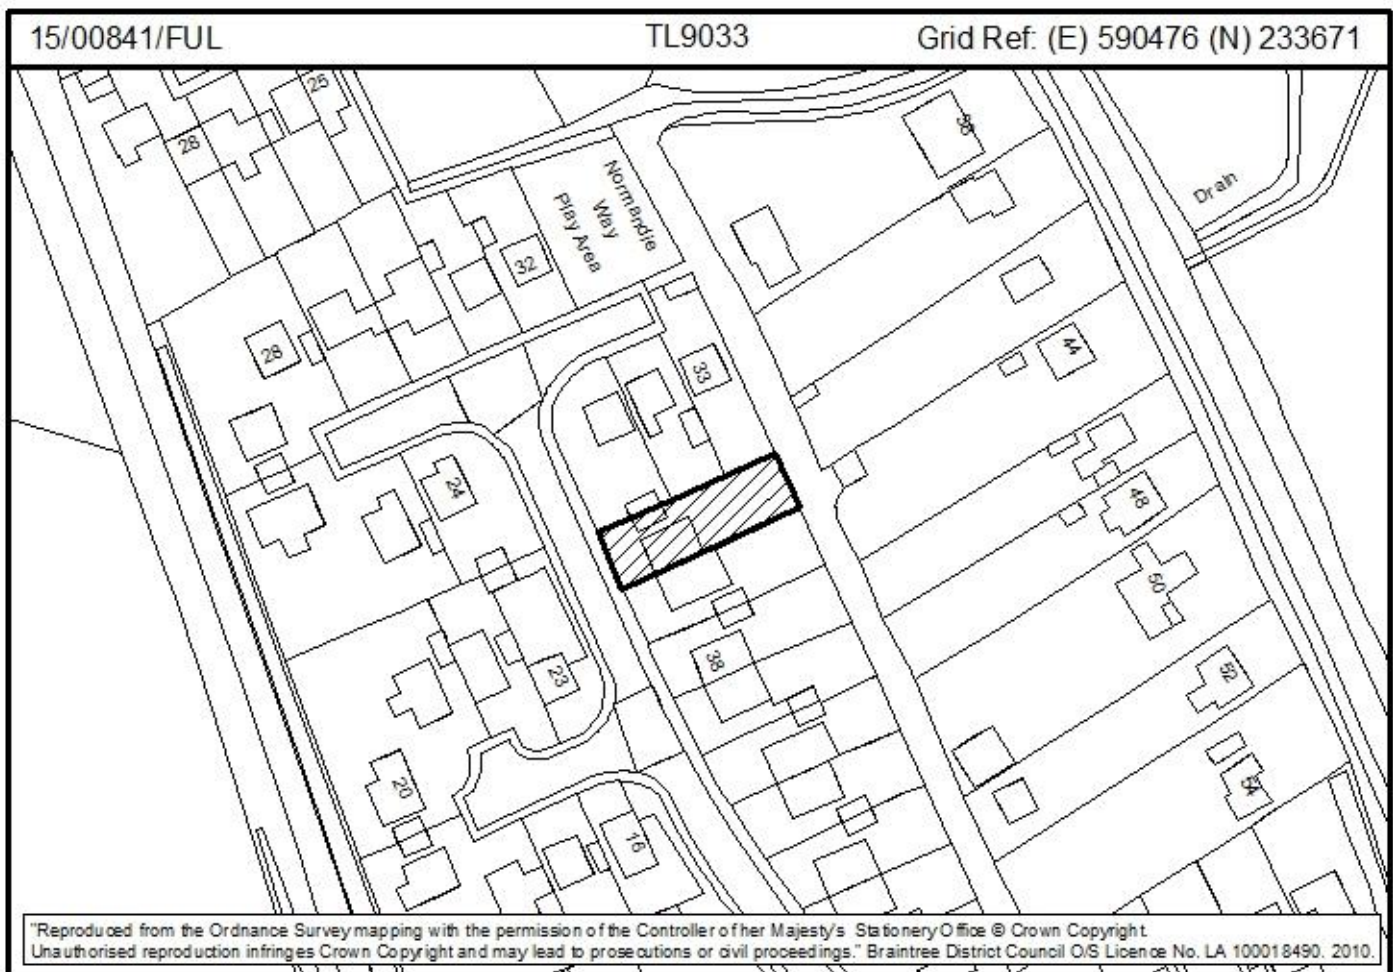 15/00841/FUL TL9033 Grid Ref: (E) 590476 (N) 233671
25
28
Normandie
Way
Play Area
Drain
32
28
33
44
24
48
50
38
52
23
20
54
16
"Reproduced from the Ordnance Survey mapping with the permission of the Controller of her Majesty's Stationery Office © Crown Copyright.
Unauthorised reproduction infringes Crown Copyright and may lead to prosecutions or civil proceedings." Braintree District Council O/S Licence No. LA 100018490. 2010.